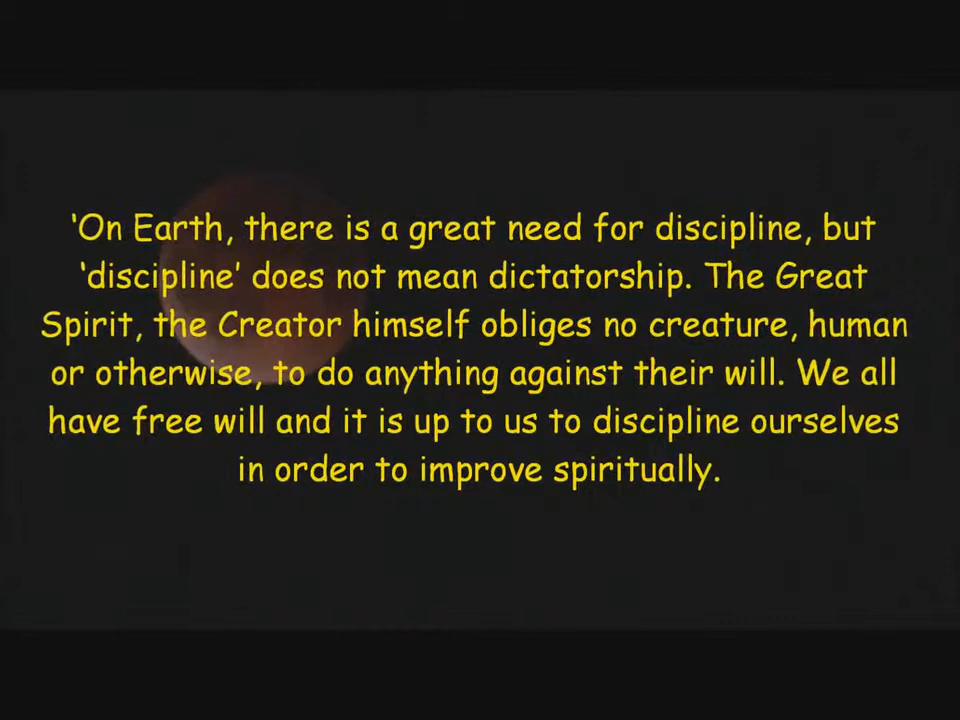 ‘On Earth, there is a great need for discipline, but
‘discipline’ does not mean dictatorship. The Great
Spirit, the Creator himself obliges no creature, human
or otherwise, to do anything against their will. We all
have free will and it is up to us to discipline ourselves
in order to improve spiritually.